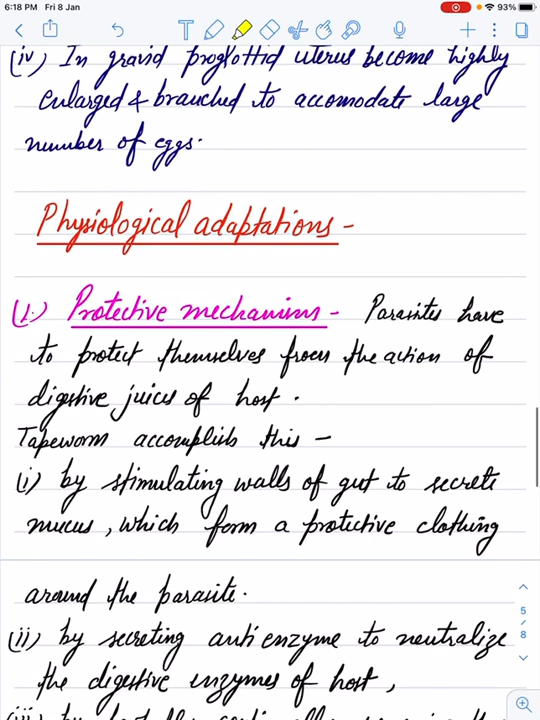 6:18 PM Fri 8 Jan
93%
(iv) In gravid proglottid uterus become highly
enlarged & branched to accomodate large
number of eggs.
Physiological adaptations -
(1.) Protective mechanisms - Parasites have
to protect themselves from the action of
digestive juices of host.
Tapeworm accomplish this -
(i) by stimulating walls of gut to secrete
mucus, which form a protective clothing
around the parasite.
(ii) by secreting anti enzyme to neutralize
the digestive enzymes of host,
5
/
8